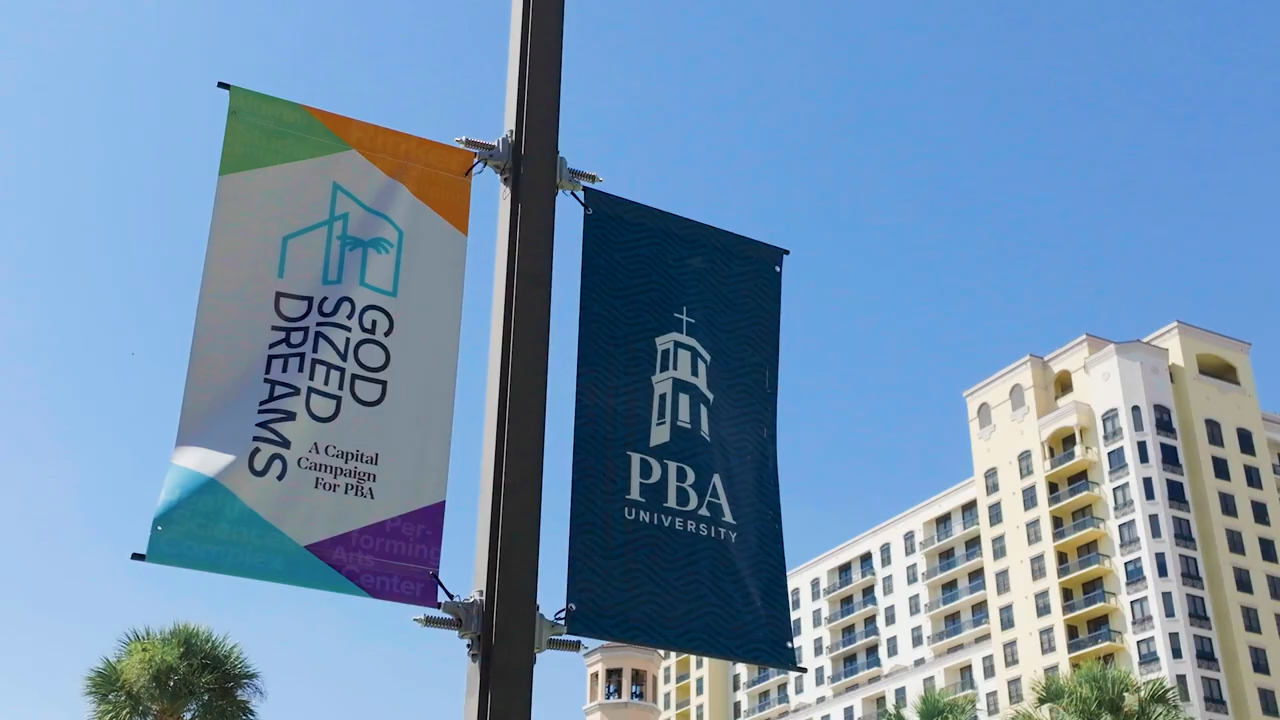 GOD
SIZED
DREAMS
A Capital
Campaign
For PBA
Per-
forming
Arts
Center
PBA
UNIVERSITY